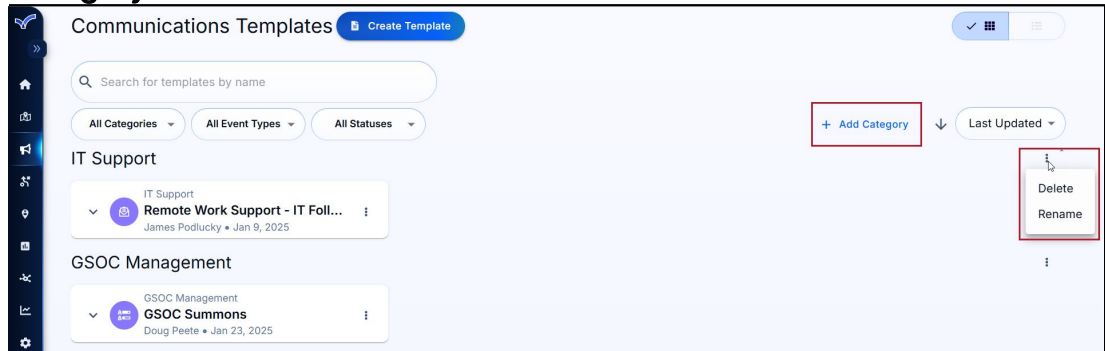 Communications Templates
Create Template
Search for templates by name
All Categories
All Event Types
All Statuses
+ Add Category
Last Updated
IT Support
Delete
Rename
IT Support
Remote Work Support - IT Foll...
James Podlucky • Jan 9, 2025
GSOC Management
GSOC Management
GSOC Summons
Doug Peete • Jan 23, 2025